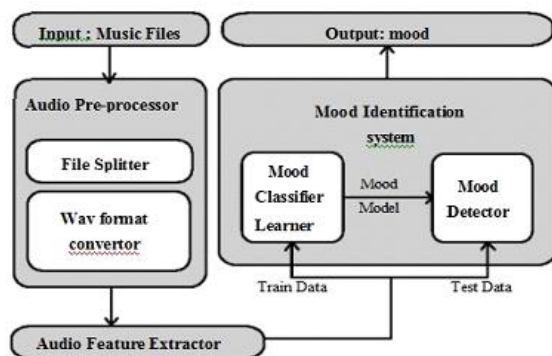 Input : Music Files
Output: mood
Audio Pre-processor
File Splitter
Wav format
convertor
Audio Feature Extractor
Mood Identification
system
Mood
Classifier
Learner
Mood
Model
Mood
Detector
Train Data
Test Data